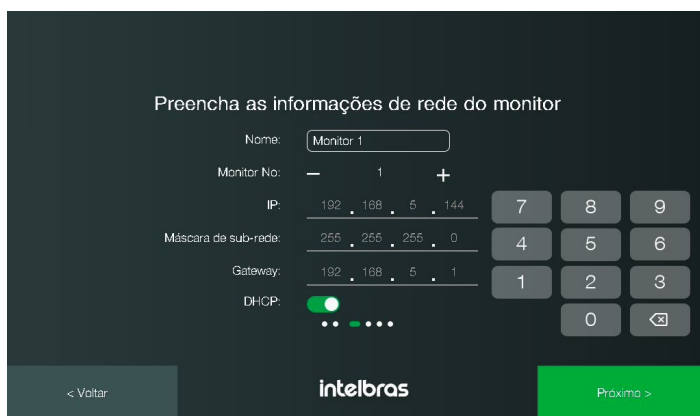 Preencha as informações de rede do monitor
Nome: Monitor 1
Monitor No: − 1 +
IP: 192 . 168 . 5 . 144
Máscara de sub-rede: 255 . 255 . 255 . 0
Gateway: 192 . 168 . 5 . 1
DHCP:
7 8 9
4 5 6
1 2 3
0
< Voltar
intelbras
Próximo >